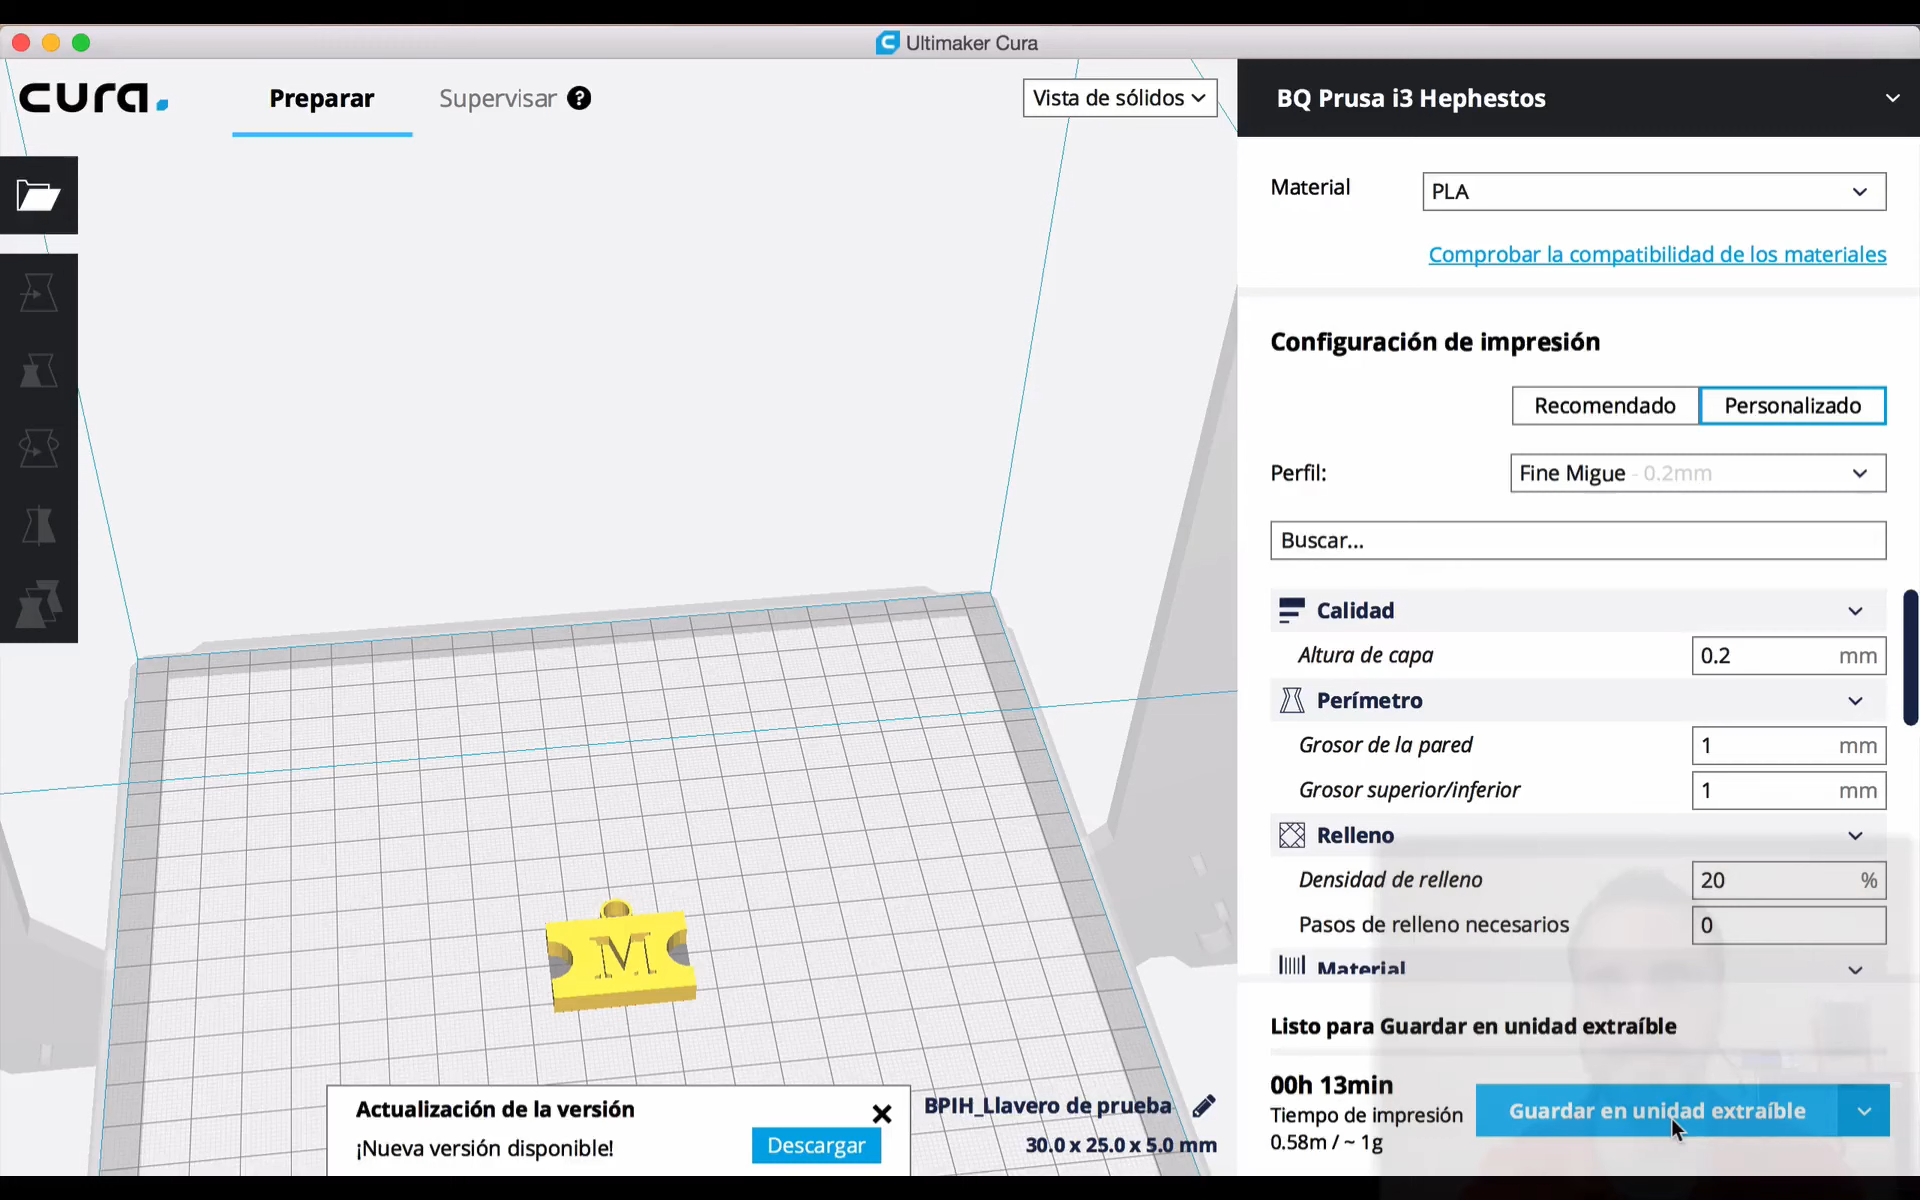 Ultimaker Cura
cura.
Preparar
Supervisar ?
Vista de sólidos
BQ Prusa i3 Hephestos
Material
PLA
Comprobar la compatibilidad de los materiales
Configuración de impresión
Recomendado
Personalizado
Perfil:
Fine Migue - 0.2mm
Buscar...
Calidad
Altura de capa
0.2 mm
Perímetro
Grosor de la pared
1 mm
Grosor superior/inferior
1 mm
Relleno
Densidad de relleno
20 %
Pasos de relleno necesarios
0
Material
M
Listo para Guardar en unidad extraíble
00h 13min
Tiempo de impresión
0.58m / ~ 1g
Guardar en unidad extraíble
Actualización de la versión
¡Nueva versión disponible!
Descargar
BPIH_Llavero de prueba
30.0 x 25.0 x 5.0 mm